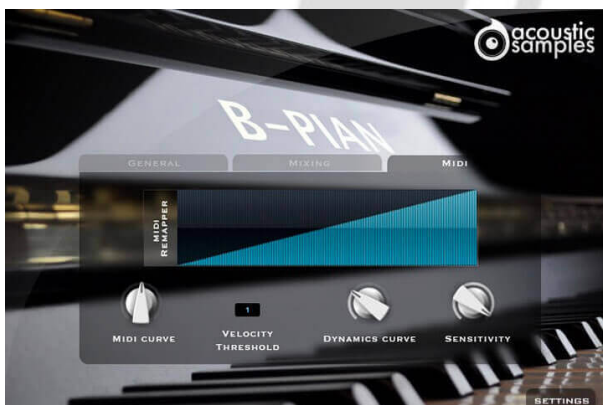 acoustic
samples
B-PIAN
GENERAL
MIXING
MIDI
MIDI
REMAPPER
MIDI CURVE
1
VELOCITY
THRESHOLD
DYNAMICS CURVE
SENSITIVITY
SETTINGS